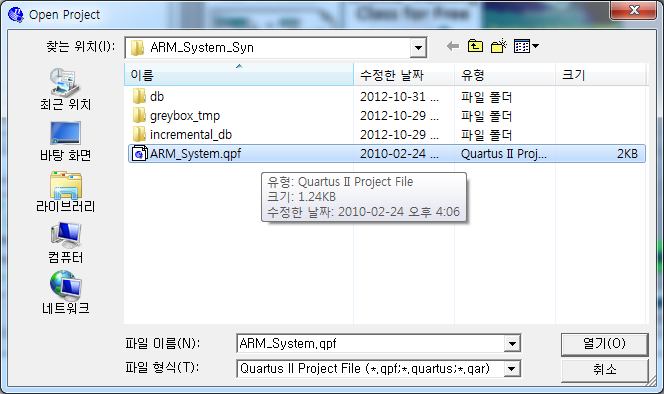 Open Project
Class for Free
찾는 위치(I):
ARM_System_Syn
이름
수정한 날짜
유형
크기
db
2012-10-31 ...
파일 폴더
greybox_tmp
2012-10-29 ...
파일 폴더
incremental_db
2012-10-29 ...
파일 폴더
ARM_System.qpf
2010-02-24 ...
Quartus II Proj...
2KB
유형: Quartus II Project File
크기: 1.24KB
수정한 날짜: 2010-02-24 오후 4:06
최근 위치
바탕 화면
라이브러리
컴퓨터
네트워크
파일 이름(N):
ARM_System.qpf
열기(O)
파일 형식(T):
Quartus II Project File (*.qpf;*.quartus;*.qar)
취소